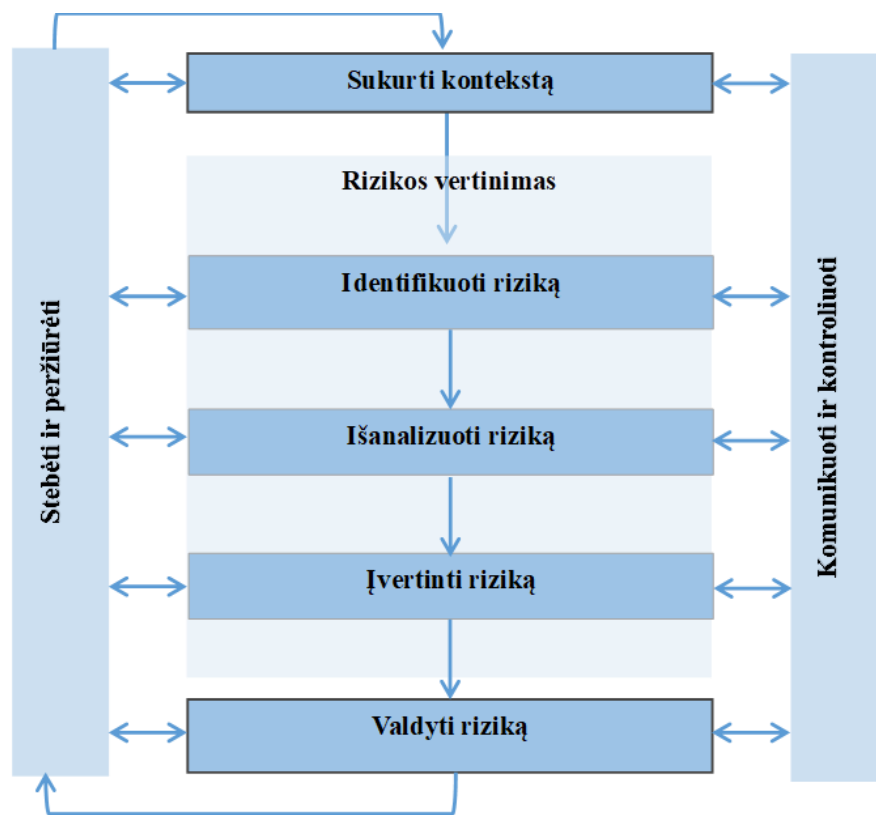 Sukurti kontekstą
Rizikos vertinimas
Identifikuoti riziką
Išanalizuoti riziką
Įvertinti riziką
Valdyti riziką
Stebėti ir peržiūrėti
Komunikuoti ir kontroliuoti